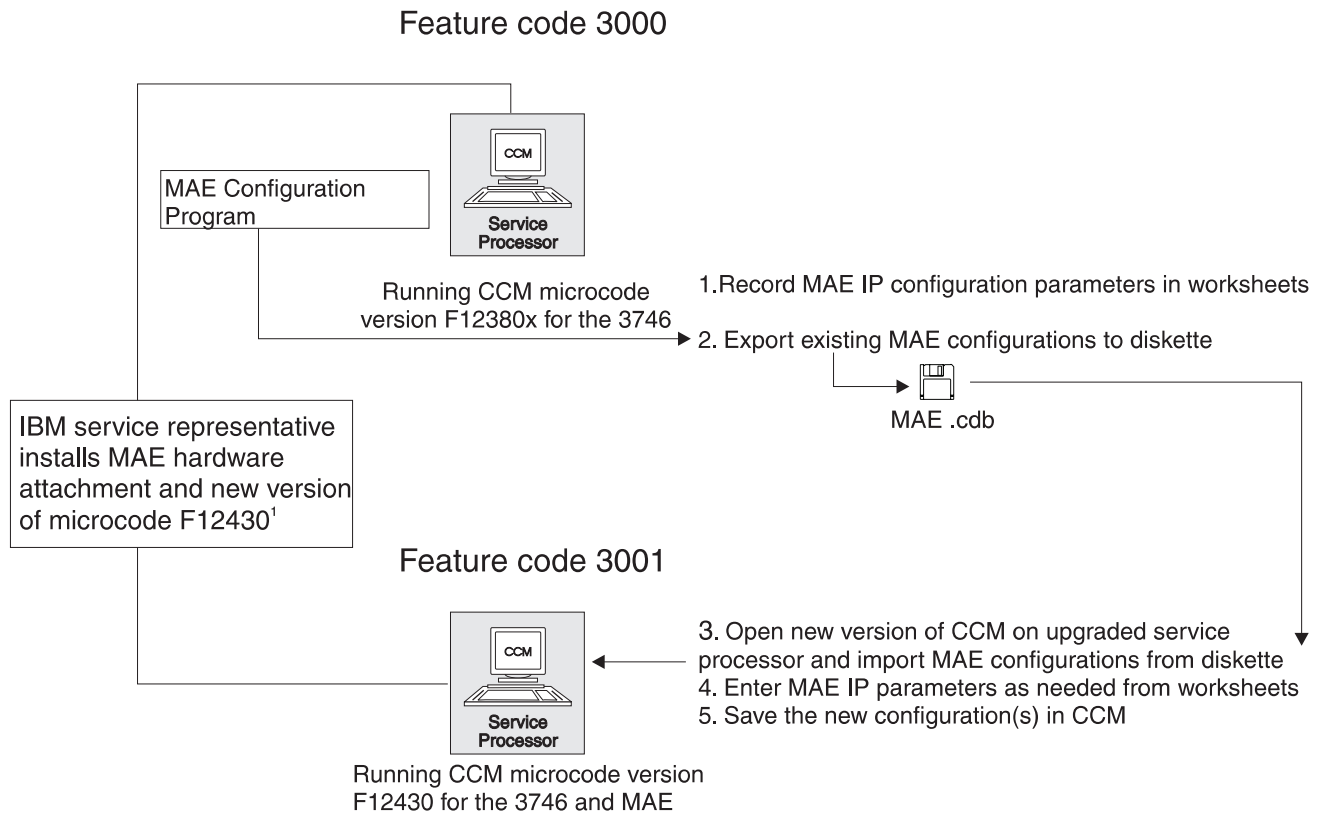 Feature code 3000
CCM
Service
Processor
MAE Configuration
Program
Running CCM microcode
version F12380x for the 3746
1.Record MAE IP configuration parameters in worksheets
2. Export existing MAE configurations to diskette
MAE .cdb
IBM service representative
installs MAE hardware
attachment and new version
of microcode F12430¹
Feature code 3001
CCM
Service
Processor
Running CCM microcode version
F12430 for the 3746 and MAE
3. Open new version of CCM on upgraded service
processor and import MAE configurations from diskette
4. Enter MAE IP parameters as needed from worksheets
5. Save the new configuration(s) in CCM